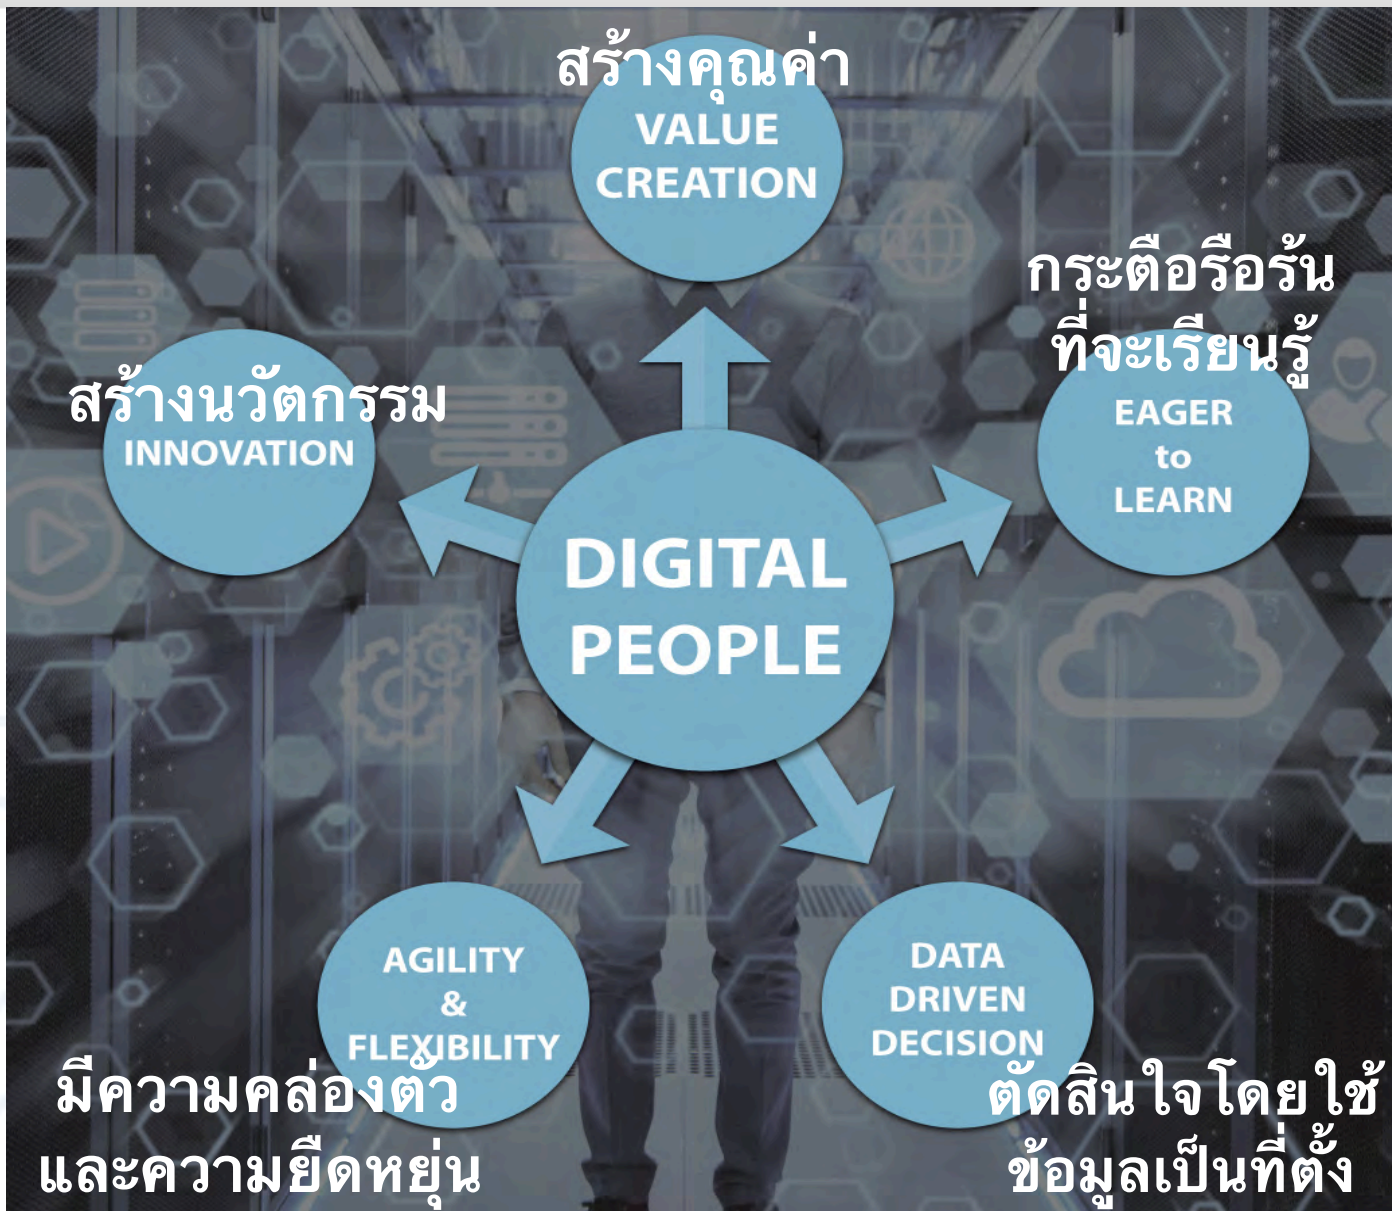 สร้างคุณค่า
VALUE
CREATION
กระตือรือร้น
ที่จะเรียนรู้
EAGER
to
LEARN
สร้างนวัตกรรม
INNOVATION
DIGITAL
PEOPLE
AGILITY
&
FLEXIBILITY
มีความคล่องตัว
และความยืดหยุ่น
DATA
DRIVEN
DECISION
ตัดสินใจโดยใช้
ข้อมูลเป็นที่ตั้ง